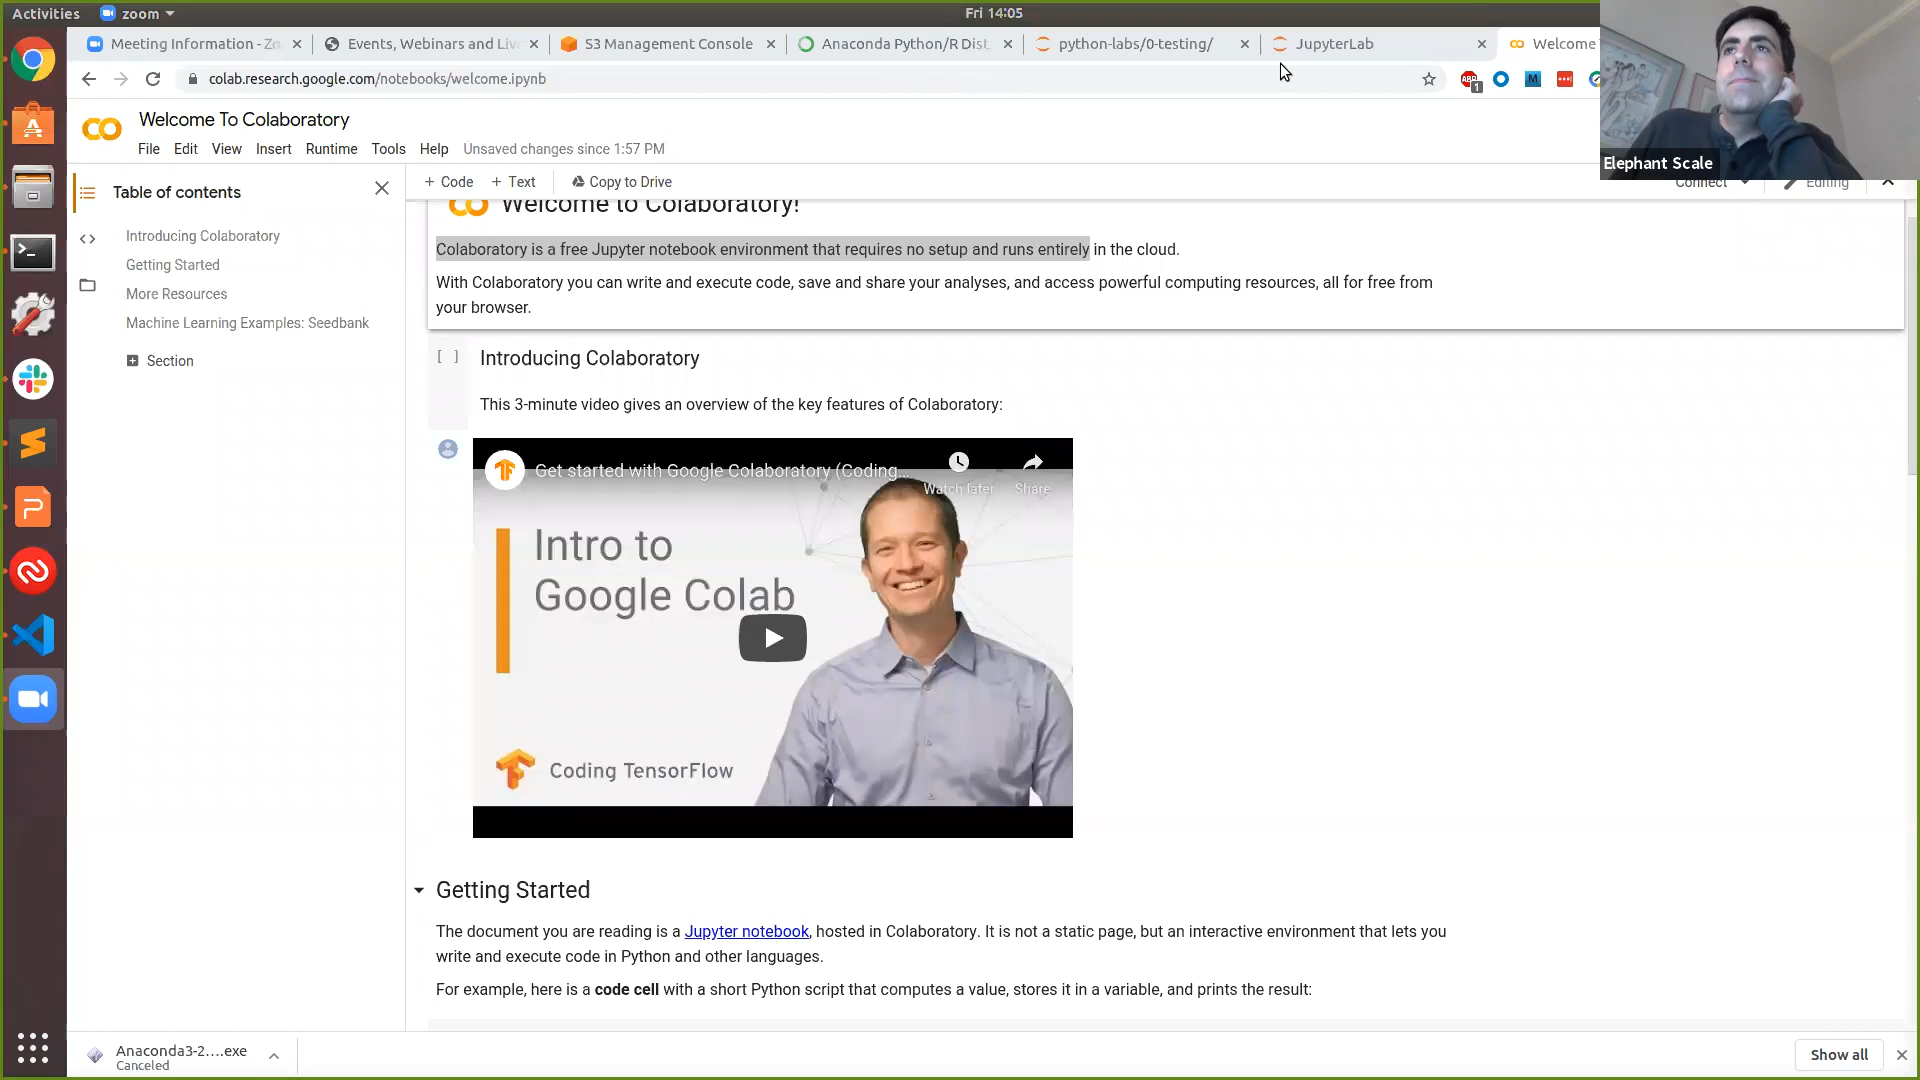 Activities
zoom
Fri 14:05
Meeting Information - Zo
Events, Webinars and Liv
S3 Management Console
Anaconda Python/R Dist
python-labs/0-testing/
JupyterLab
Welcome
colab.research.google.com/notebooks/welcome.ipynb
ABP
1
M
Welcome To Colaboratory
File Edit View Insert Runtime Tools Help Unsaved changes since 1:57 PM
Elephant Scale
Table of contents
+ Code + Text Copy to Drive
Connect
Editing
Introducing Colaboratory
Getting Started
More Resources
Machine Learning Examples: Seedbank
Section
Welcome to Colaboratory!
Colaboratory is a free Jupyter notebook environment that requires no setup and runs entirely in the cloud.
With Colaboratory you can write and execute code, save and share your analyses, and access powerful computing resources, all for free from
your browser.
[ ] Introducing Colaboratory
This 3-minute video gives an overview of the key features of Colaboratory:
Get started with Google Colaboratory (Coding...
Watch later
Share
Intro to
Google Colab
Coding TensorFlow
Getting Started
The document you are reading is a Jupyter notebook, hosted in Colaboratory. It is not a static page, but an interactive environment that lets you
write and execute code in Python and other languages.
For example, here is a code cell with a short Python script that computes a value, stores it in a variable, and prints the result:
Anaconda3-2....exe
Canceled
Show all